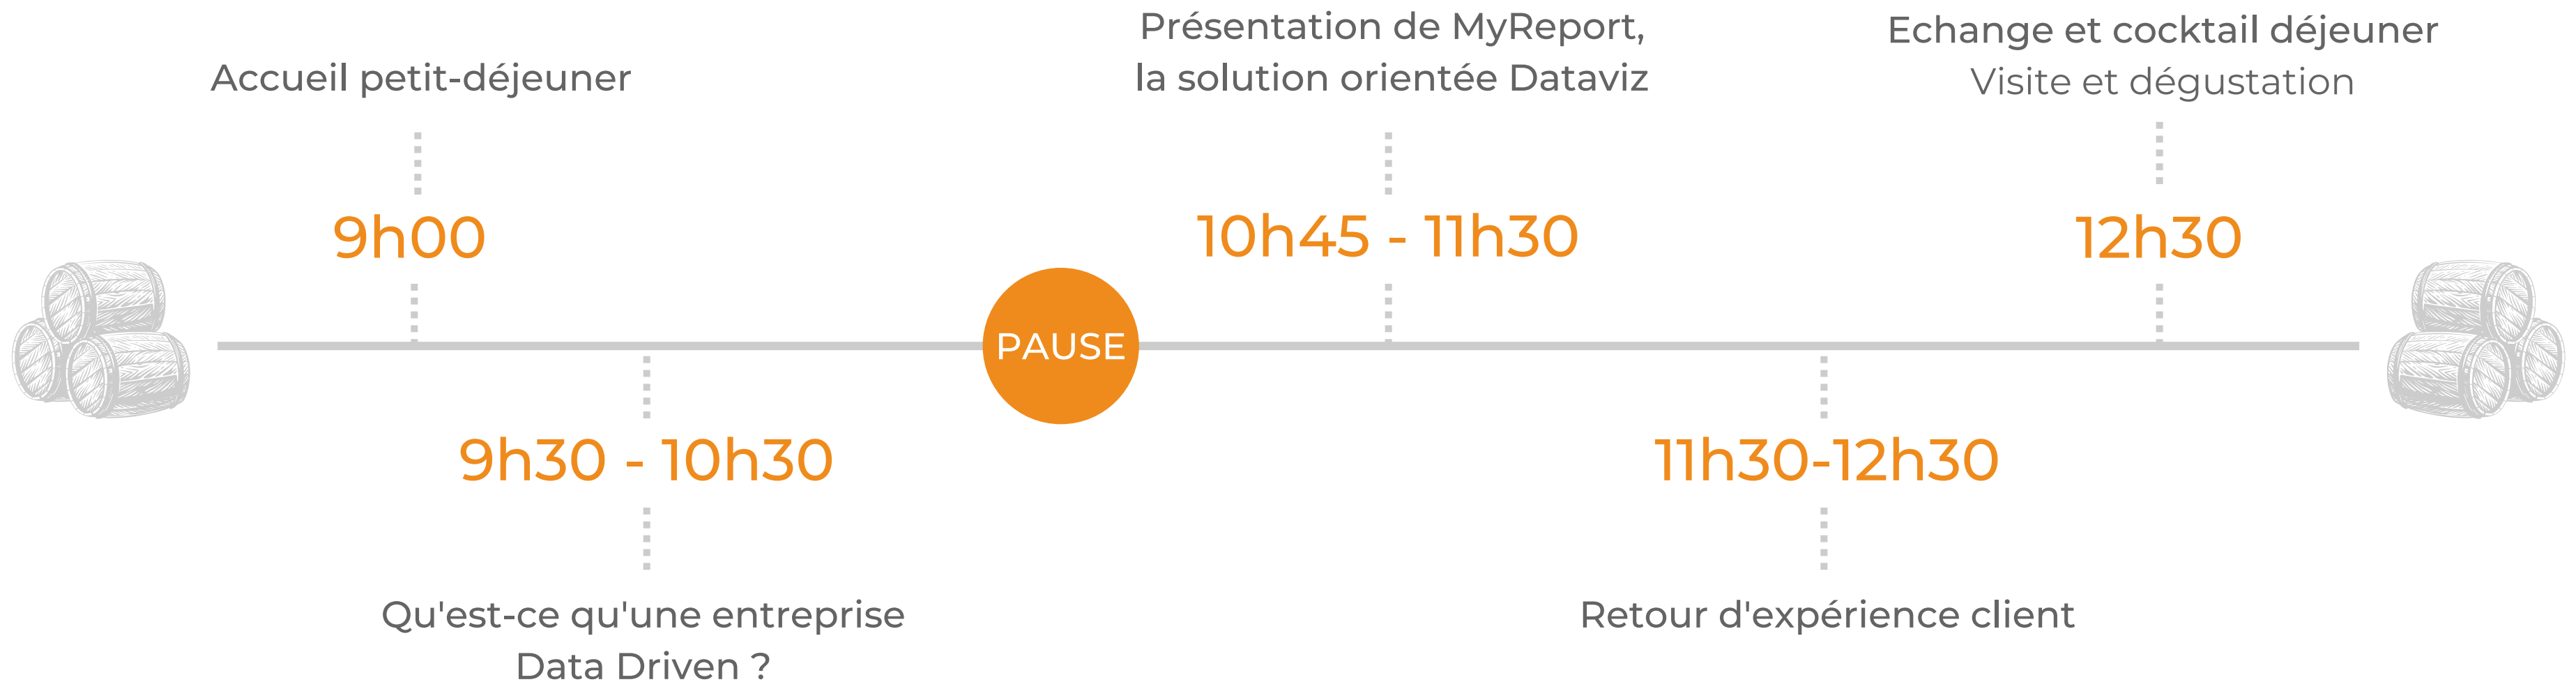 Accueil petit-déjeuner
9h00
9h30 - 10h30
Qu'est-ce qu'une entreprise
Data Driven ?
PAUSE
Présentation de MyReport,
la solution orientée Dataviz
10h45 - 11h30
11h30-12h30
Retour d'expérience client
Echange et cocktail déjeuner
Visite et dégustation
12h30